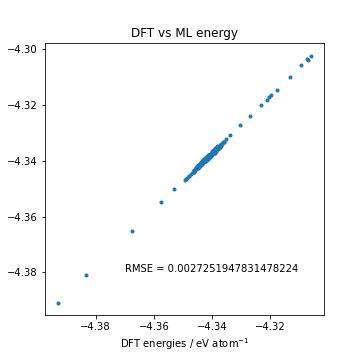 DFT vs ML energy
−4.30
−4.32
−4.34
−4.36
−4.38
RMSE = 0.0027251947831478224
−4.38 −4.36 −4.34 −4.32
DFT energies / eV atom⁻¹